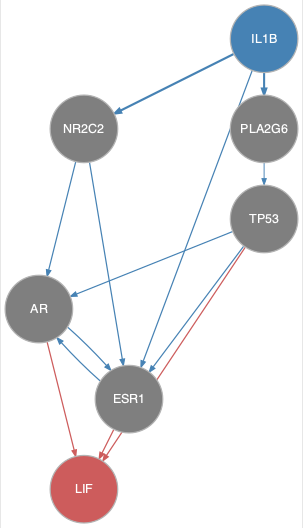 IL1B
NR2C2
PLA2G6
TP53
AR
ESR1
LIF